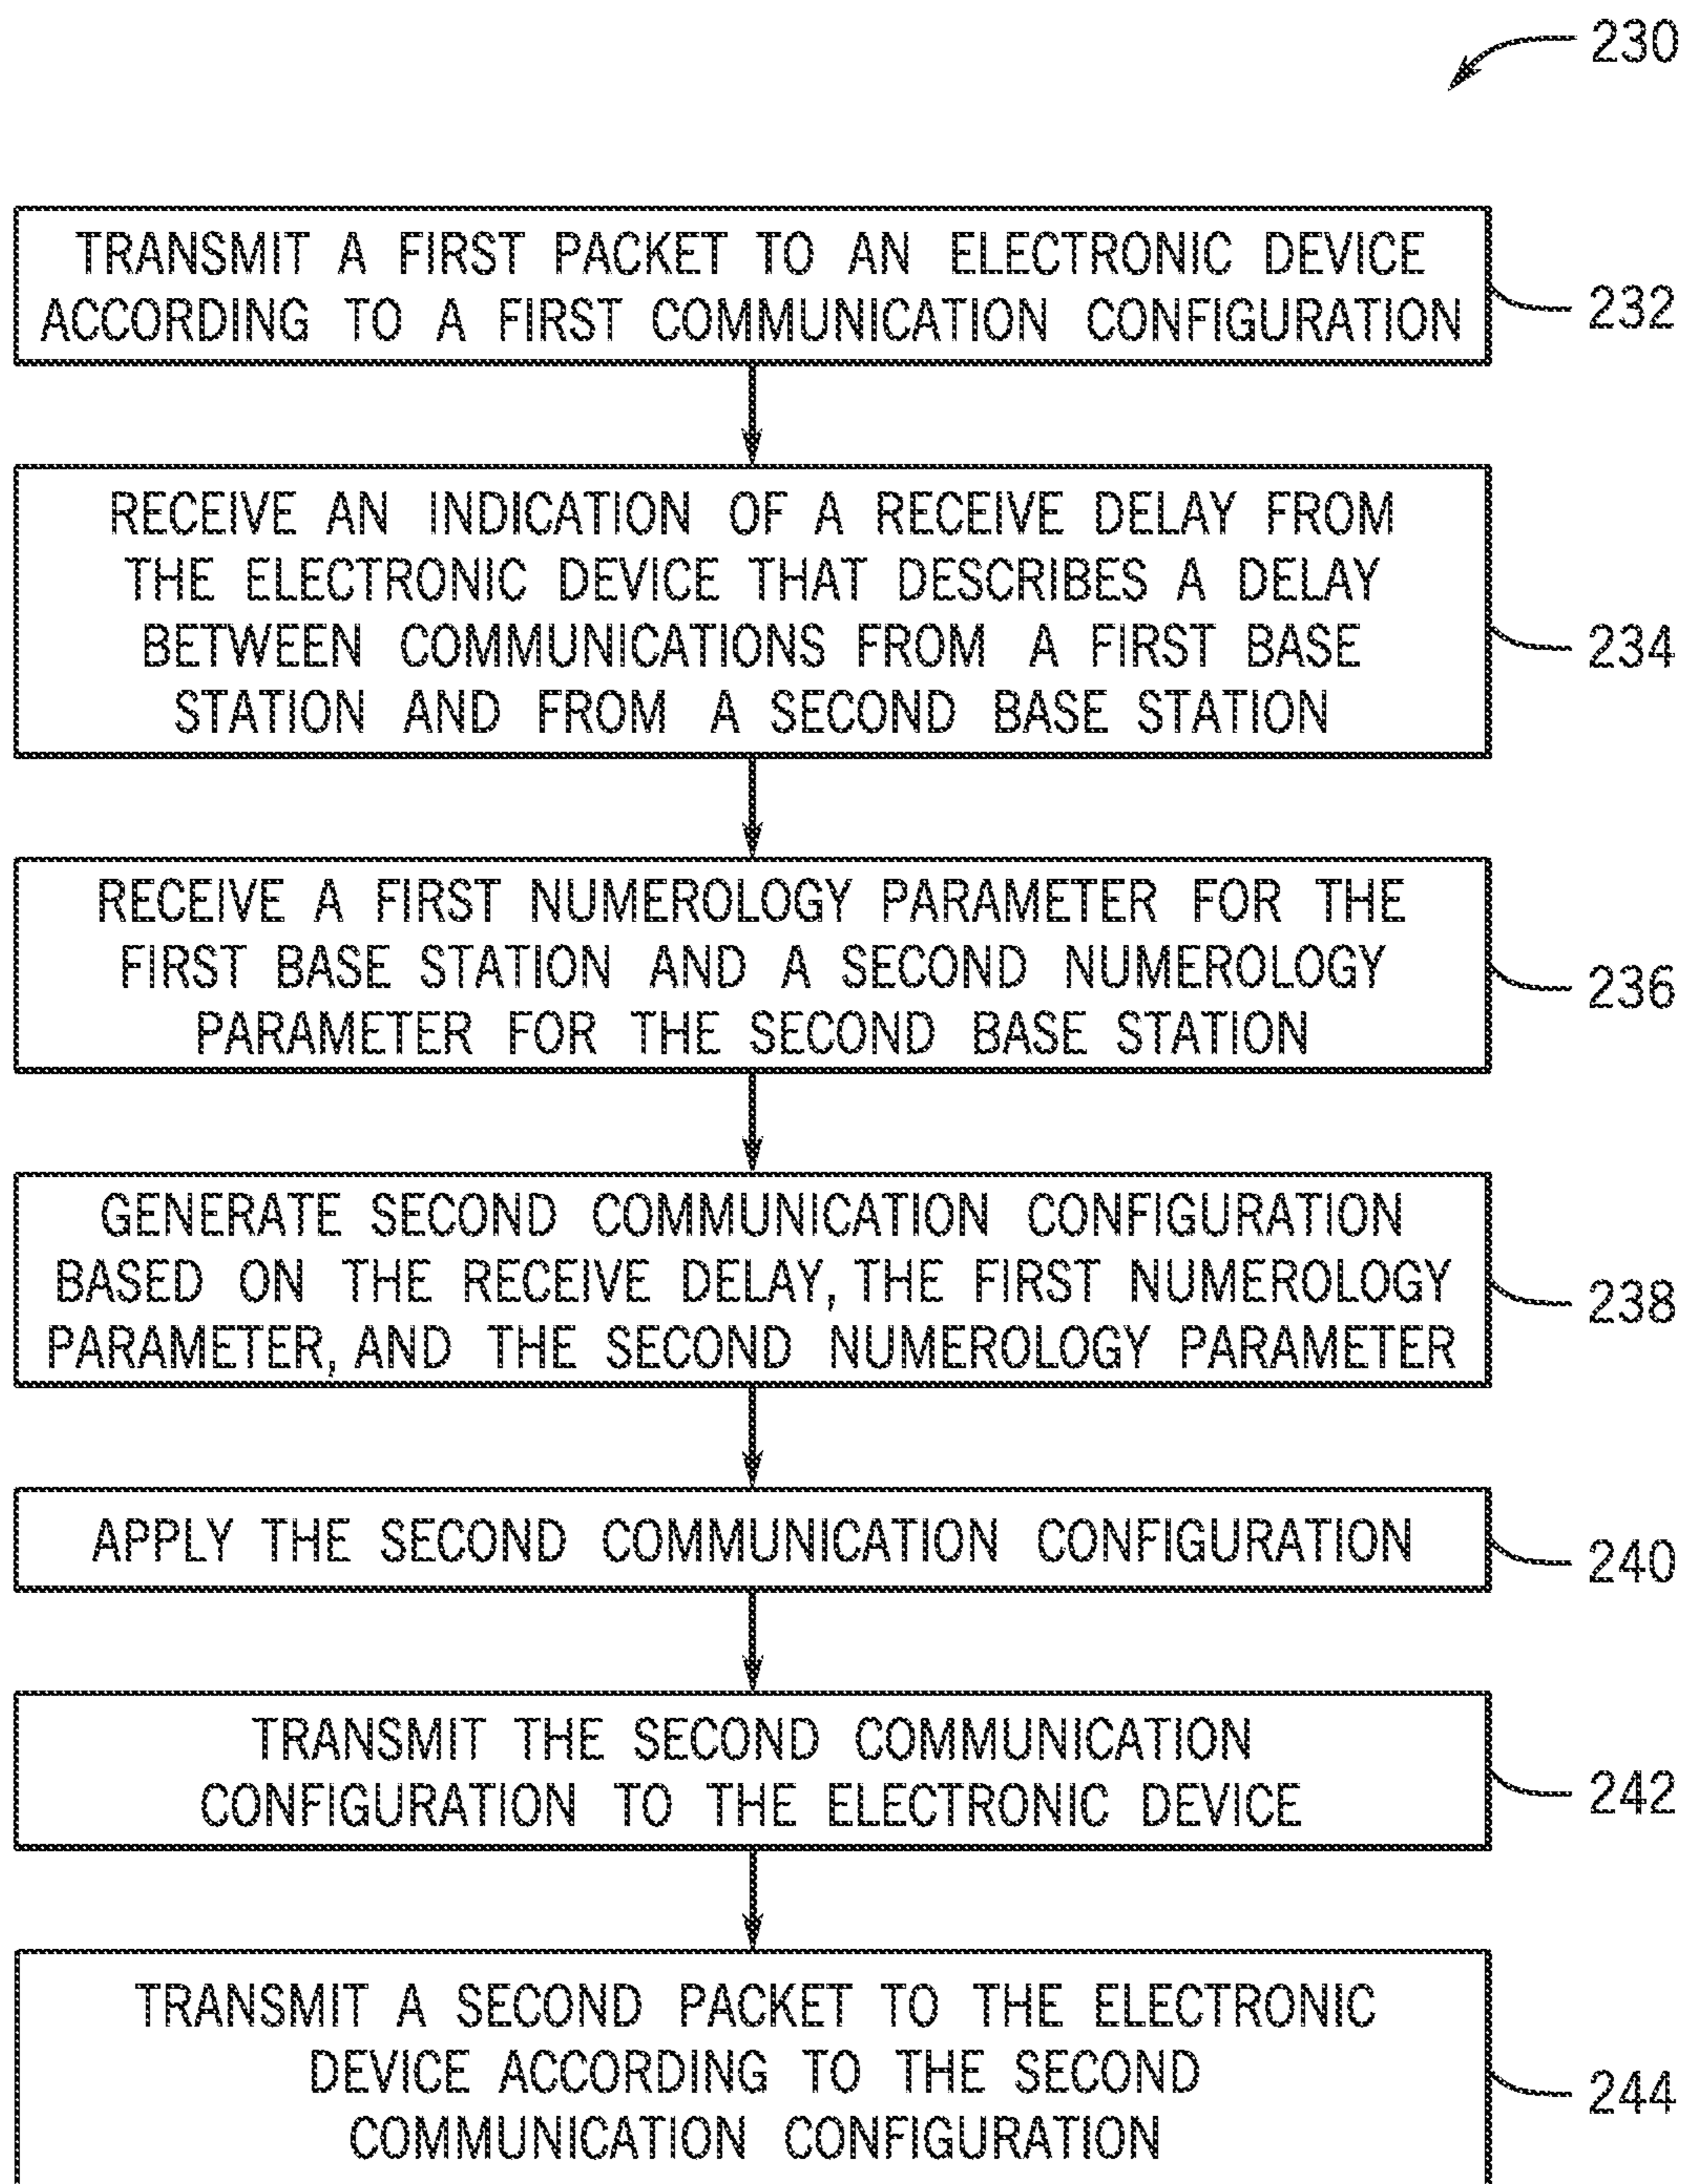 230
TRANSMIT A FIRST PACKET TO AN ELECTRONIC DEVICE
ACCORDING TO A FIRST COMMUNICATION CONFIGURATION
232
RECEIVE AN INDICATION OF A RECEIVE DELAY FROM
THE ELECTRONIC DEVICE THAT DESCRIBES A DELAY
BETWEEN COMMUNICATIONS FROM A FIRST BASE
STATION AND FROM A SECOND BASE STATION
234
RECEIVE A FIRST NUMEROLOGY PARAMETER FOR THE
FIRST BASE STATION AND A SECOND NUMEROLOGY
PARAMETER FOR THE SECOND BASE STATION
236
GENERATE SECOND COMMUNICATION CONFIGURATION
BASED ON THE RECEIVE DELAY, THE FIRST NUMEROLOGY
PARAMETER, AND THE SECOND NUMEROLOGY PARAMETER
238
APPLY THE SECOND COMMUNICATION CONFIGURATION
240
TRANSMIT THE SECOND COMMUNICATION
CONFIGURATION TO THE ELECTRONIC DEVICE
242
TRANSMIT A SECOND PACKET TO THE ELECTRONIC
DEVICE ACCORDING TO THE SECOND
COMMUNICATION CONFIGURATION
244